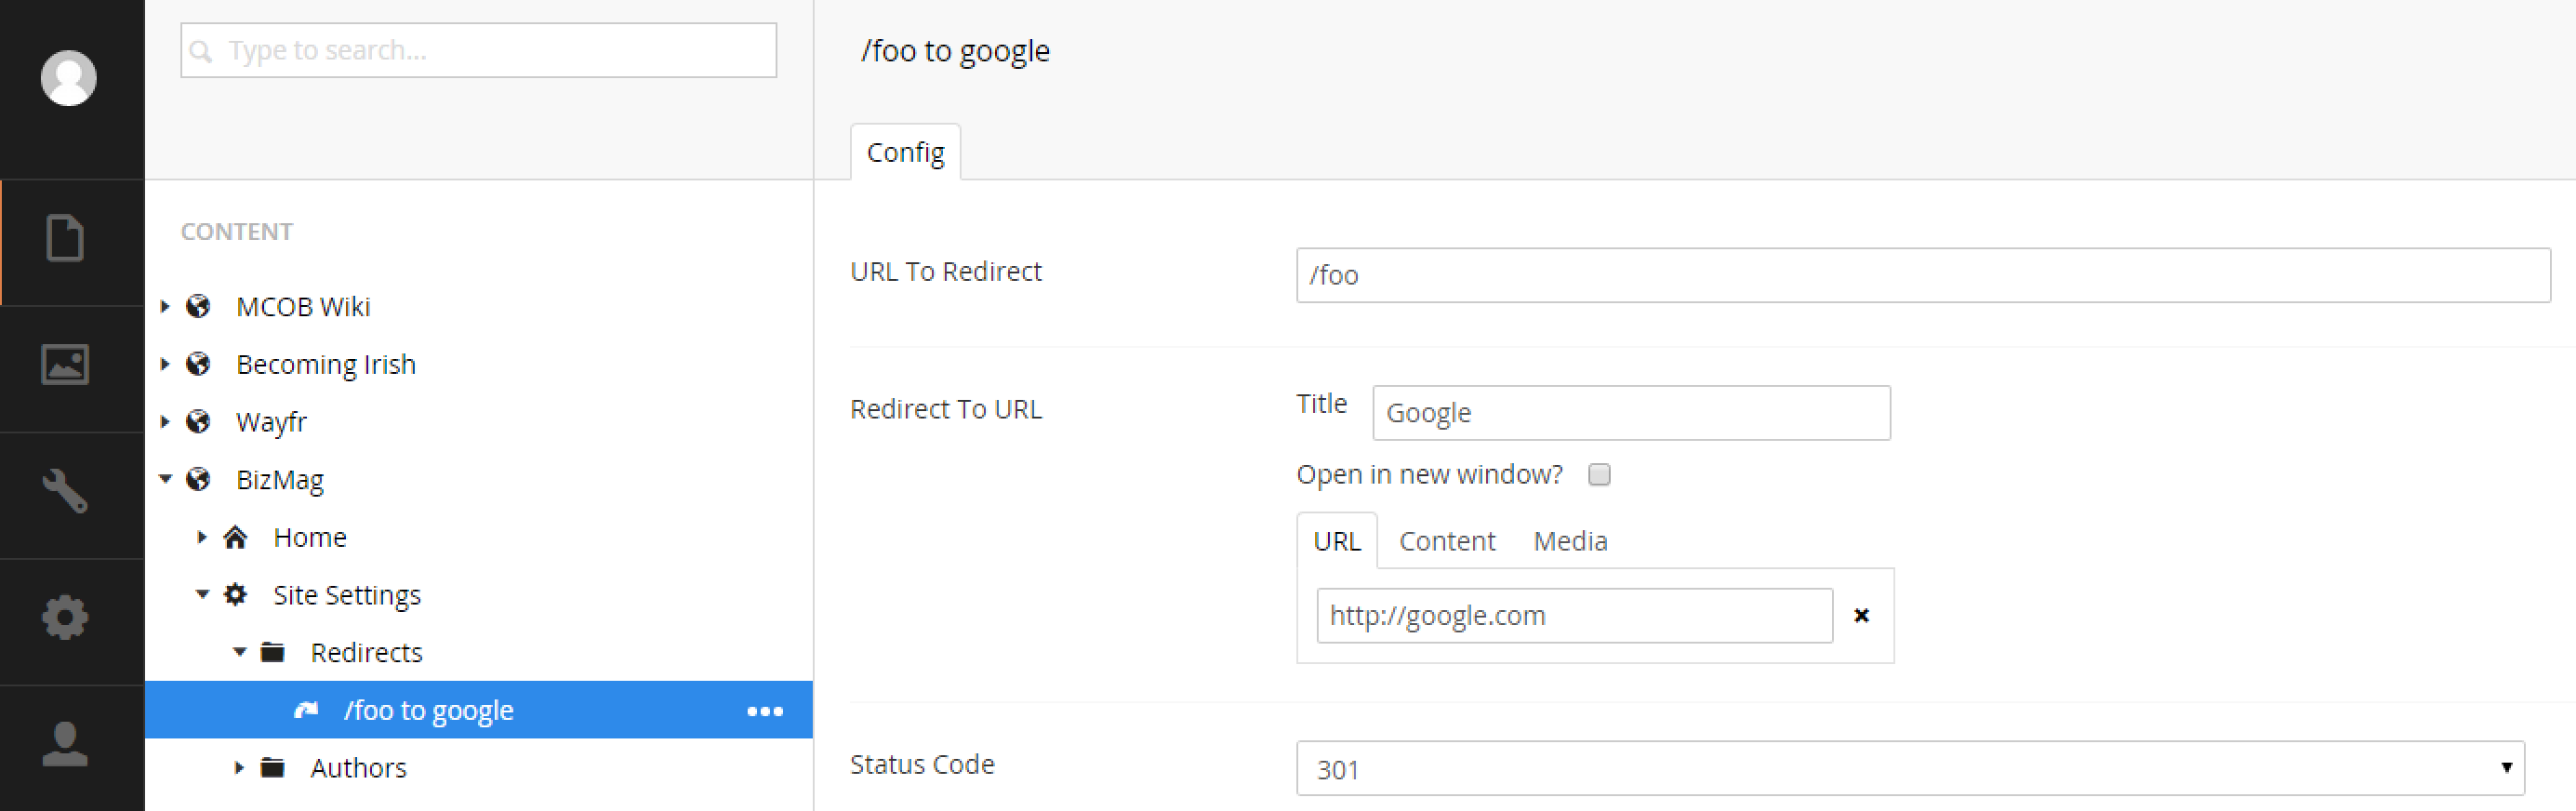 Type to search...
CONTENT
MCOB Wiki
Becoming Irish
Wayfr
BizMag
Home
Site Settings
Redirects
/foo to google
Authors
/foo to google
Config
URL To Redirect
/foo
Redirect To URL
Title
Google
Open in new window?
URL Content Media
http://google.com
Status Code
301